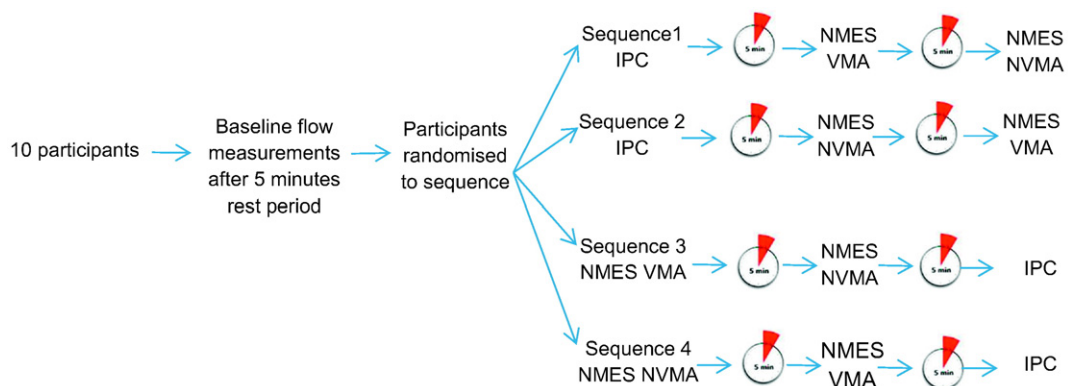 10 participants
Baseline flow
measurements
after 5 minutes
rest period
Participants
randomised
to sequence
Sequence1
IPC
5 min
NMES
VMA
5 min
NMES
NVMA
Sequence 2
IPC
5 min
NMES
NVMA
5 min
NMES
VMA
Sequence 3
NMES VMA
5 min
NMES
NVMA
5 min
IPC
Sequence 4
NMES NVMA
5 min
NMES
VMA
5 min
IPC